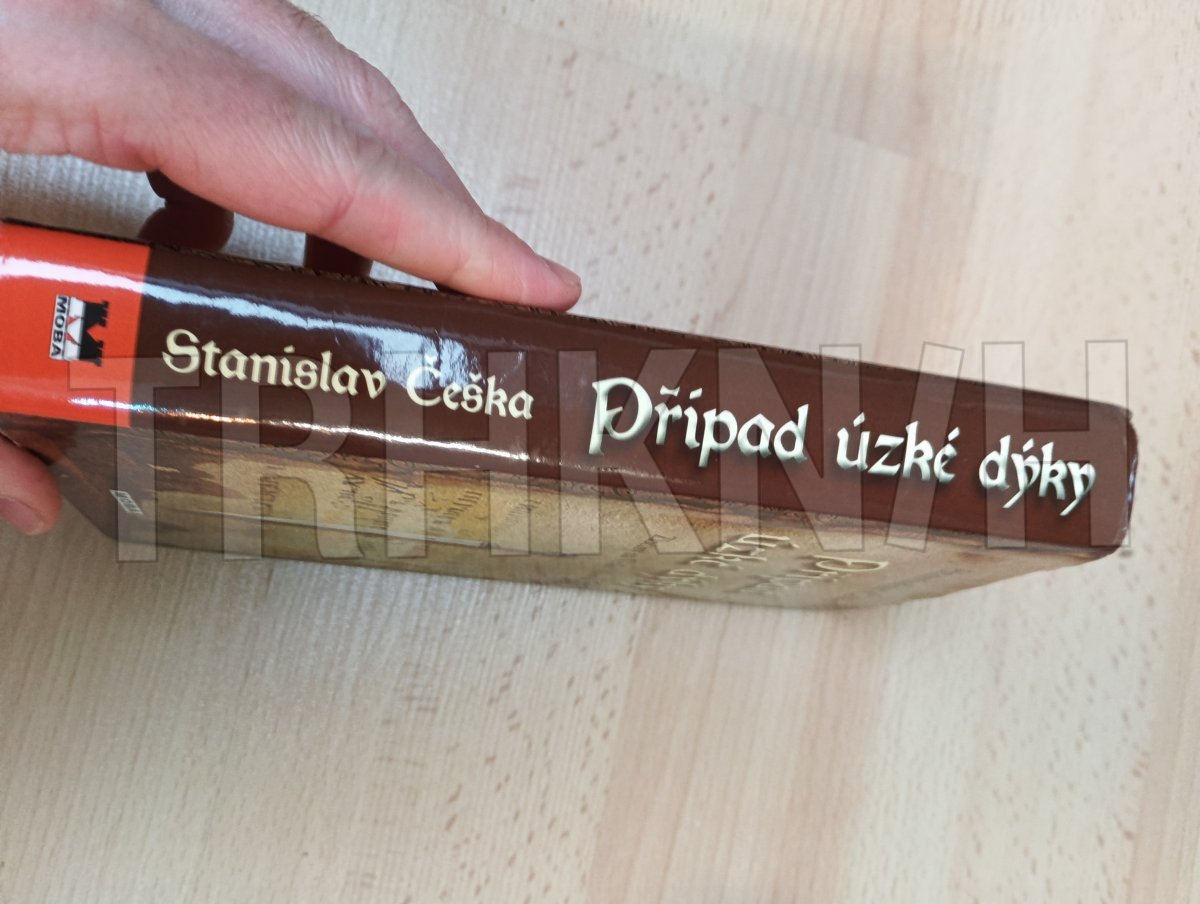 MOBA
Stanislav Češka
Případ úzké dýky
TRHKNIH